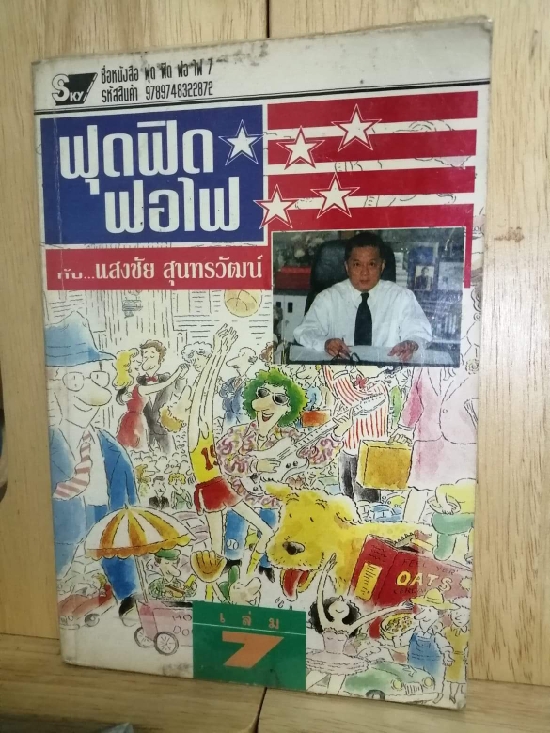 SKY
ชื่อหนังสือ ฟุด ฟิด ฟอ ไฟ 7
รหัสสินค้า 9789746322872
ฟุดฟิด
ฟอไฟ
กับ...แสงชัย สุนทรวัฒน์
OATS
เล่ม
7